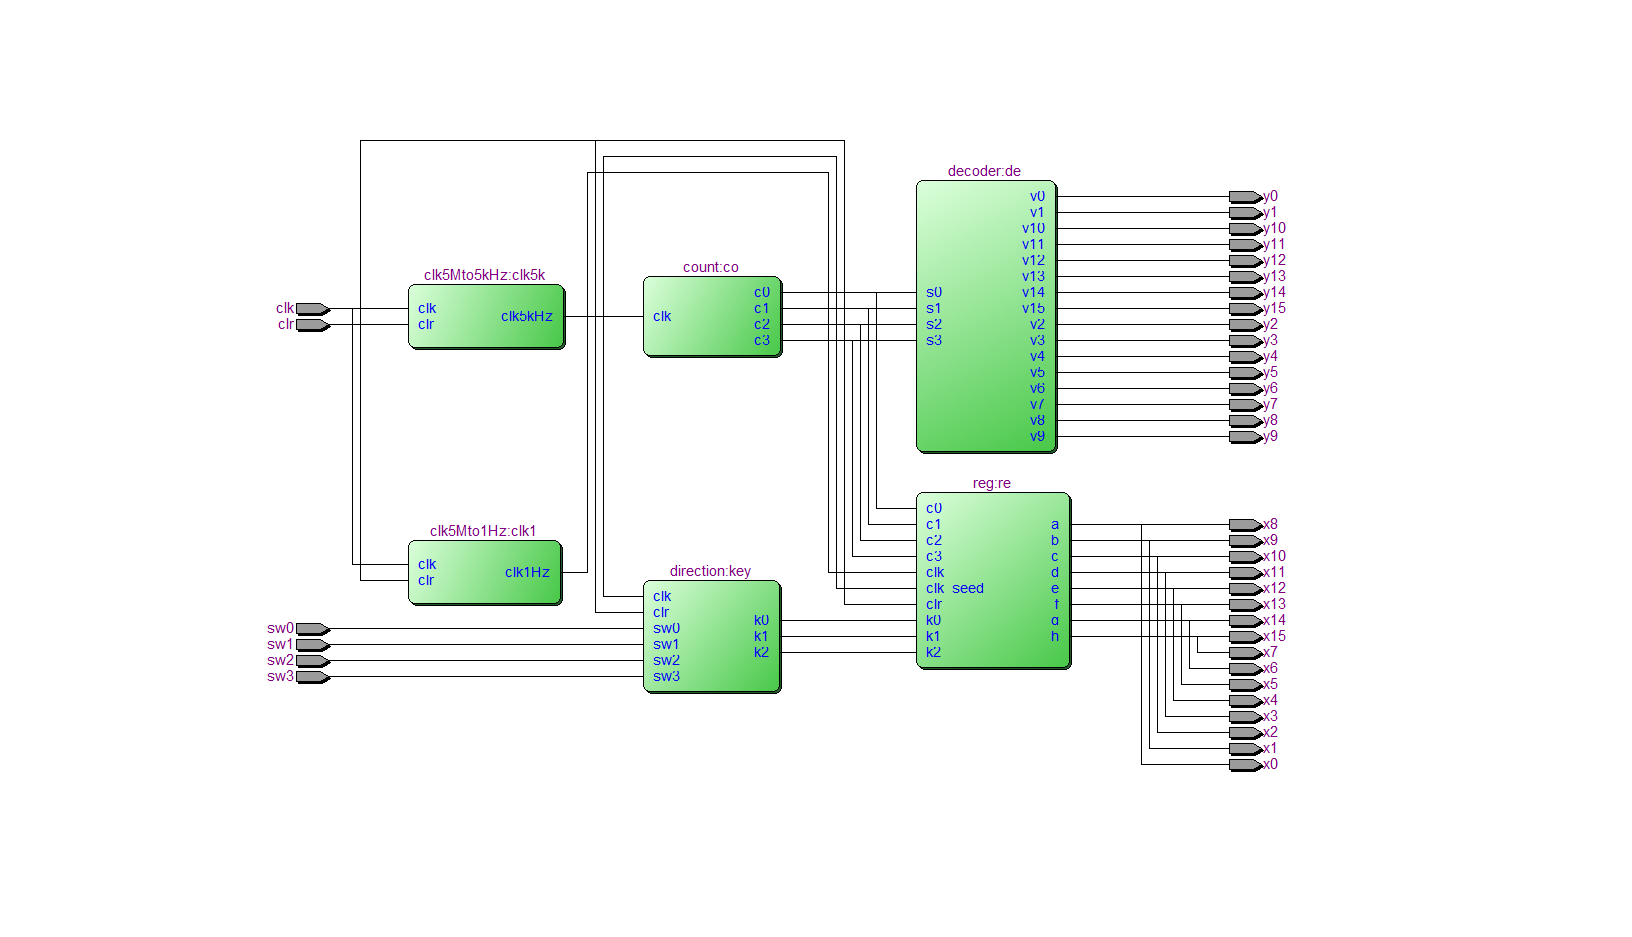 clk
clr
sw0
sw1
sw2
sw3
clk5Mto5kHz:clk5k
clk
clr
clk5kHz
clk5Mto1Hz:clk1
clk
clr
clk1Hz
count:co
clk
c0
c1
c2
c3
direction:key
clk
clr
sw0
sw1
sw2
sw3
k0
k1
k2
decoder:de
s0
s1
s2
s3
v0
v1
v10
v11
v12
v13
v14
v15
v2
v3
v4
v5
v6
v7
v8
v9
reg:re
c0
c1
c2
c3
clk
clk seed
clr
k0
k1
k2
a
b
c
d
e
f
g
h
y0
y1
y10
y11
y12
y13
y14
y15
y2
y3
y4
y5
y6
y7
y8
y9
x8
x9
x10
x11
x12
x13
x14
x15
x7
x6
x5
x4
x3
x2
x1
x0